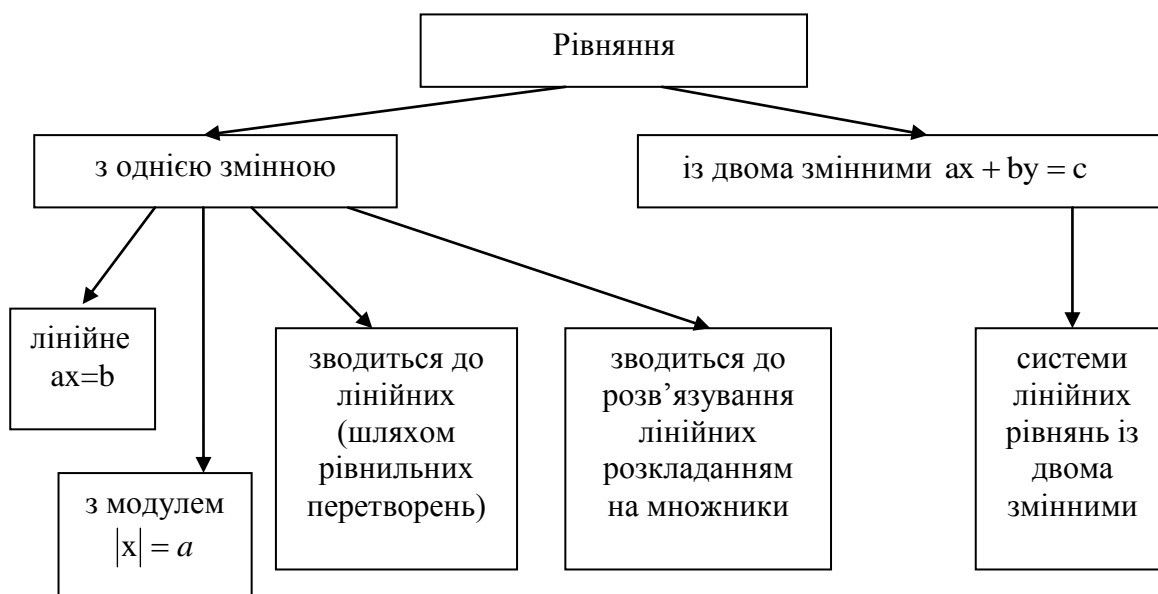 Рівняння
з однією змінною
із двома змінними ax + by = c
лінійне
ax=b
з модулем
|x| = a
зводиться до
лінійних
(шляхом
рівнильних
перетворень)
зводиться до
розв’язування
лінійних
розкладанням
на множники
системи
лінійних
рівнянь із
двома
змінними